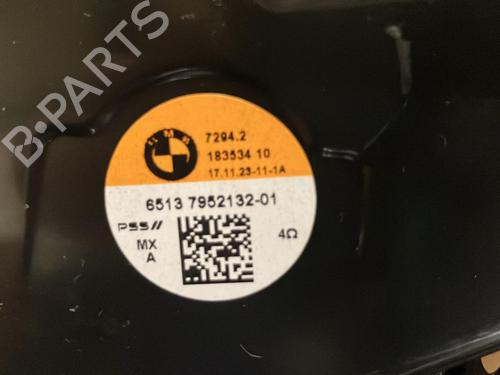 B-PARTS
BMW
7294.2
183534 10
17.11.23-11-1A
6513 7952132-01
PSS//
MX
A
4Ω